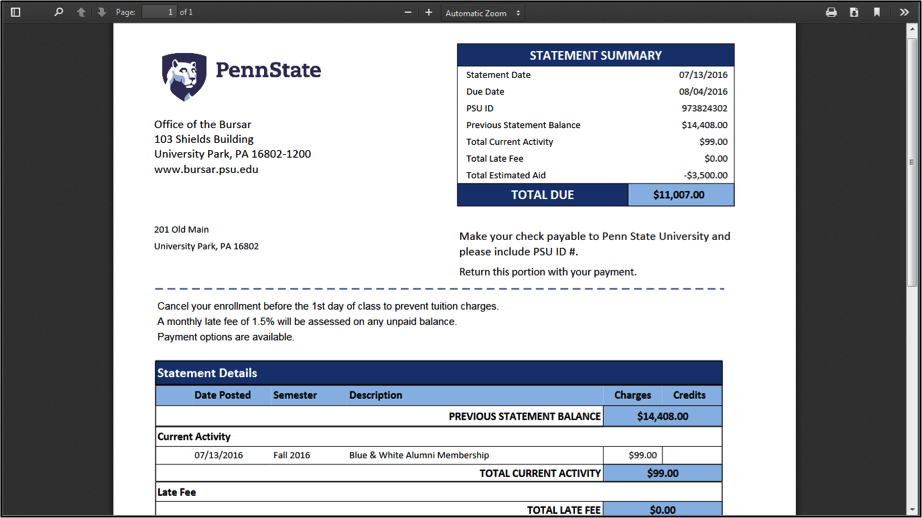 Page: 1 of 1
Automatic Zoom
PennState
Office of the Bursar
103 Shields Building
University Park, PA 16802-1200
www.bursar.psu.edu
STATEMENT SUMMARY
Statement Date 07/13/2016
Due Date 08/04/2016
PSU ID 973824302
Previous Statement Balance $14,408.00
Total Current Activity $99.00
Total Late Fee $0.00
Total Estimated Aid -$3,500.00
TOTAL DUE $11,007.00
201 Old Main
University Park, PA 16802
Make your check payable to Penn State University and
please include PSU ID #.
Return this portion with your payment.
Cancel your enrollment before the 1st day of class to prevent tuition charges.
A monthly late fee of 1.5% will be assessed on any unpaid balance.
Payment options are available.
Statement Details
Date Posted Semester Description Charges Credits
PREVIOUS STATEMENT BALANCE $14,408.00
Current Activity
07/13/2016 Fall 2016 Blue & White Alumni Membership $99.00
TOTAL CURRENT ACTIVITY $99.00
Late Fee
TOTAL LATE FEE $0.00